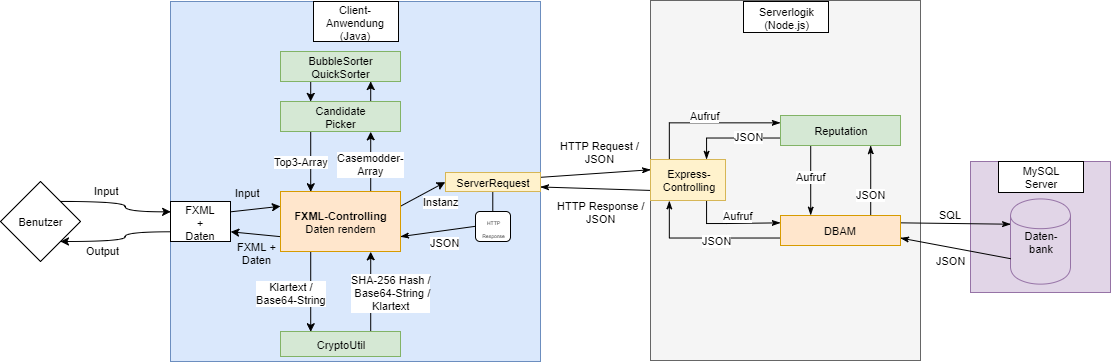 Client-
Anwendung
(Java)
Serverlogik
(Node.js)
BubbleSorter
QuickSorter
Candidate
Picker
Top3-Array
Casemodder-
Array
Benutzer
Input
Output
FXML
+
Daten
Input
FXML +
Daten
FXML-Controlling
Daten rendern
Instanz
ServerRequest
HTTP
Response
JSON
Klartext /
Base64-String
SHA-256 Hash /
Base64-String /
Klartext
CryptoUtil
HTTP Request /
JSON
HTTP Response /
JSON
Express-
Controlling
Aufruf
JSON
Reputation
Aufruf
JSON
Aufruf
JSON
DBAM
SQL
JSON
MySQL
Server
Daten-
bank